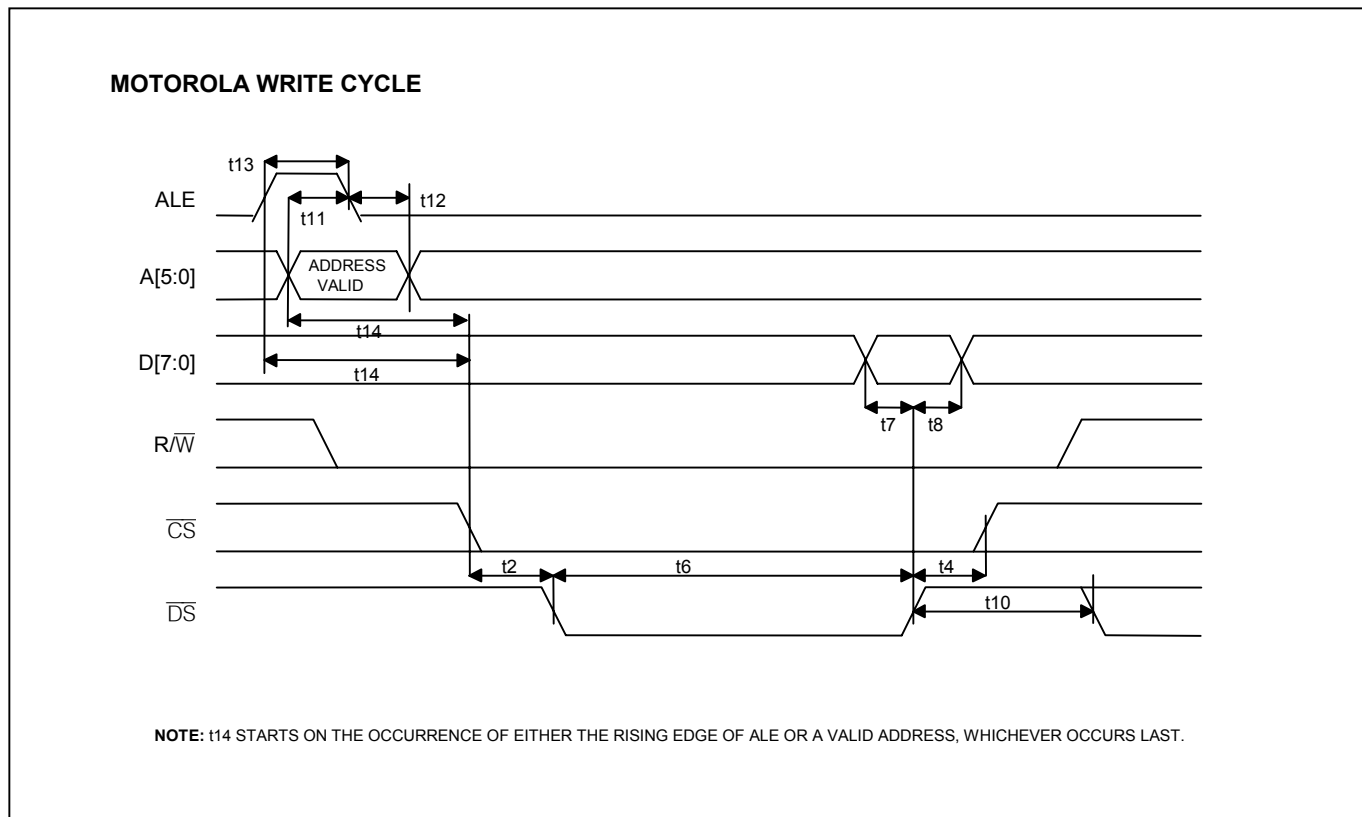 MOTOROLA WRITE CYCLE
t13
ALE
t11
t12
A[5:0]
ADDRESS
VALID
t14
D[7:0]
t14
t7
t8
R/W̅
C̅S̅
t2
t6
t4
D̅S̅
t10
NOTE: t14 STARTS ON THE OCCURRENCE OF EITHER THE RISING EDGE OF ALE OR A VALID ADDRESS, WHICHEVER OCCURS LAST.